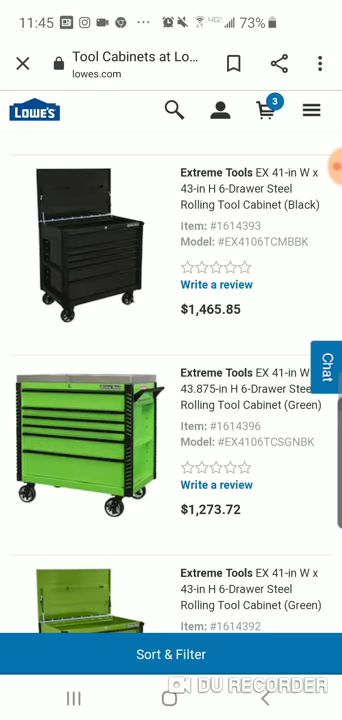 11:45
73%
Tool Cabinets at Lo...
lowes.com
LOWE'S
3
Extreme Tools EX 41-in W x
43-in H 6-Drawer Steel
Rolling Tool Cabinet (Black)
Item: #1614393
Model: #EX4106TCMBBK
Write a review
$1,465.85
Extreme Tools EX 41-in W
43.875-in H 6-Drawer Stee
Rolling Tool Cabinet (Green)
Item: #1614396
Model: #EX4106TCSGNBK
Write a review
$1,273.72
Chat
Extreme Tools EX 41-in W x
43-in H 6-Drawer Steel
Rolling Tool Cabinet (Green)
Item: #1614392
Sort & Filter
DU RECORDER